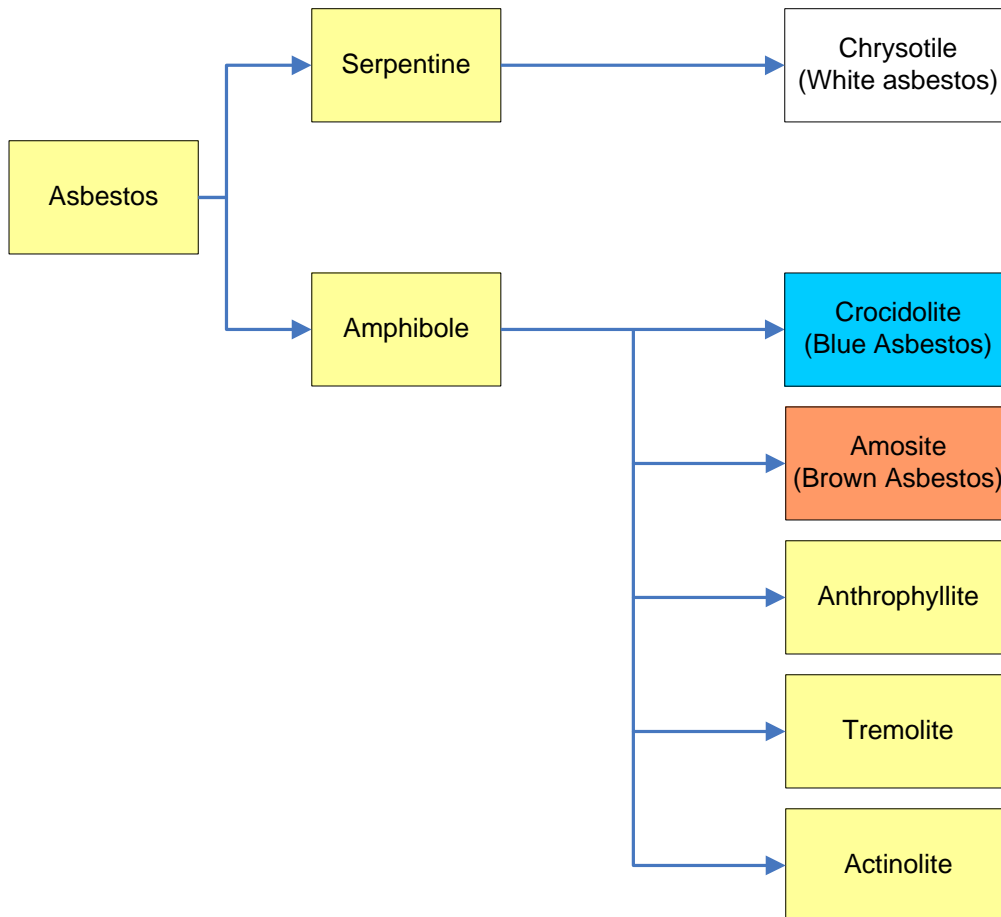 Serpentine
Chrysotile
(White asbestos)
Asbestos
Amphibole
Crocidolite
(Blue Asbestos)
Amosite
(Brown Asbestos)
Anthrophyllite
Tremolite
Actinolite